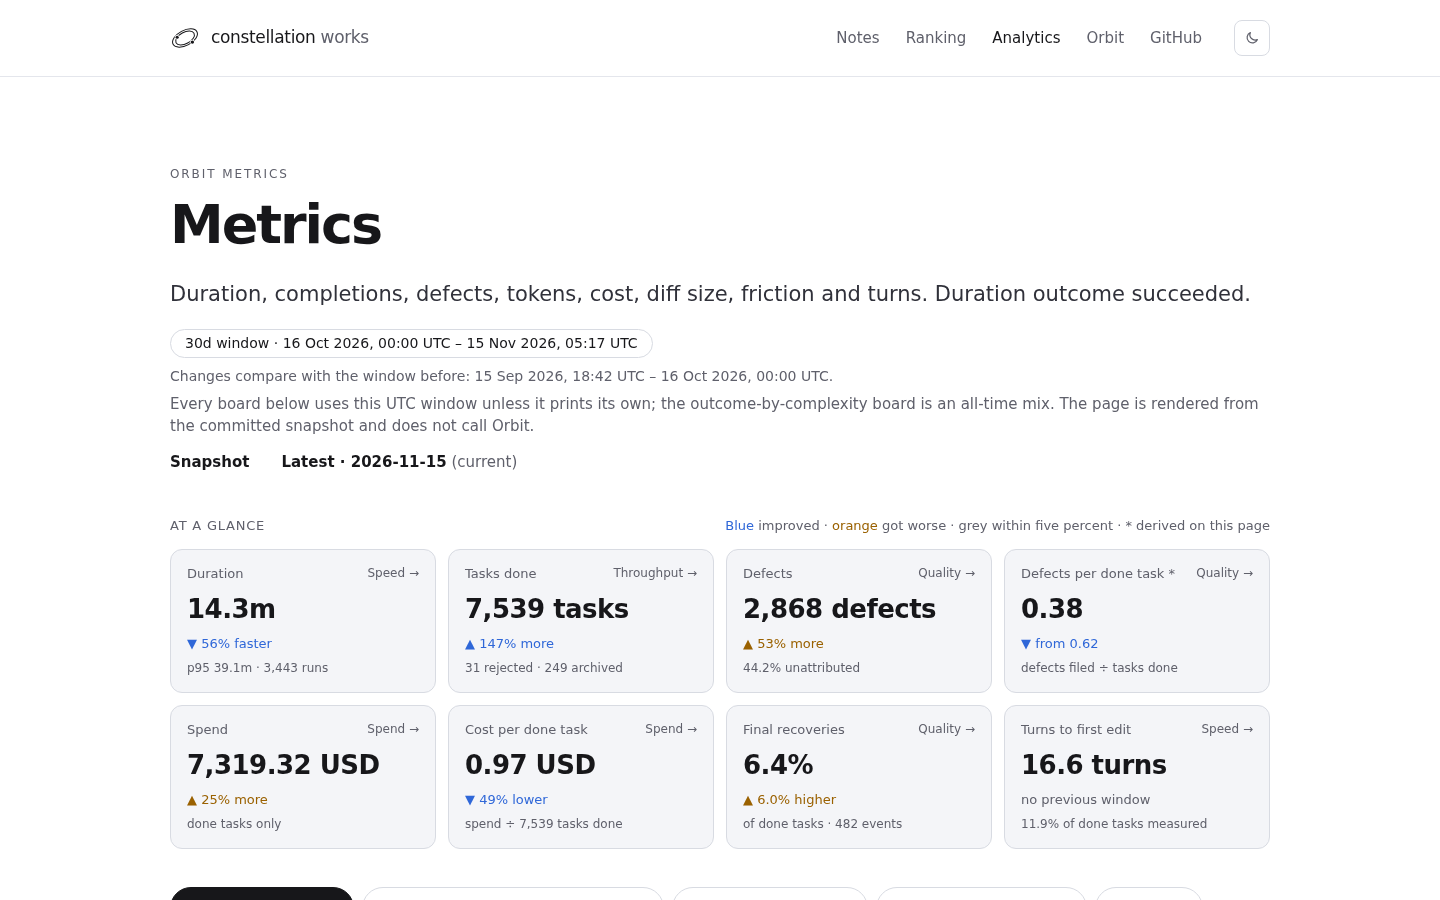 constellation works
Notes Ranking Analytics Orbit GitHub
ORBIT METRICS
Metrics
Duration, completions, defects, tokens, cost, diff size, friction and turns. Duration outcome succeeded.
30d window · 16 Oct 2026, 00:00 UTC – 15 Nov 2026, 05:17 UTC
Changes compare with the window before: 15 Sep 2026, 18:42 UTC – 16 Oct 2026, 00:00 UTC.
Every board below uses this UTC window unless it prints its own; the outcome-by-complexity board is an all-time mix. The page is rendered from
the committed snapshot and does not call Orbit.
Snapshot Latest · 2026-11-15 (current)
AT A GLANCE
Blue improved · orange got worse · grey within five percent · * derived on this page
Duration Speed →
14.3m
▼ 56% faster
p95 39.1m · 3,443 runs
Tasks done Throughput →
7,539 tasks
▲ 147% more
31 rejected · 249 archived
Defects Quality →
2,868 defects
▲ 53% more
44.2% unattributed
Defects per done task * Quality →
0.38
▼ from 0.62
defects filed ÷ tasks done
Spend Spend →
7,319.32 USD
▲ 25% more
done tasks only
Cost per done task Spend →
0.97 USD
▼ 49% lower
spend ÷ 7,539 tasks done
Final recoveries Quality →
6.4%
▲ 6.0% higher
of done tasks · 482 events
Turns to first edit Speed →
16.6 turns
no previous window
11.9% of done tasks measured